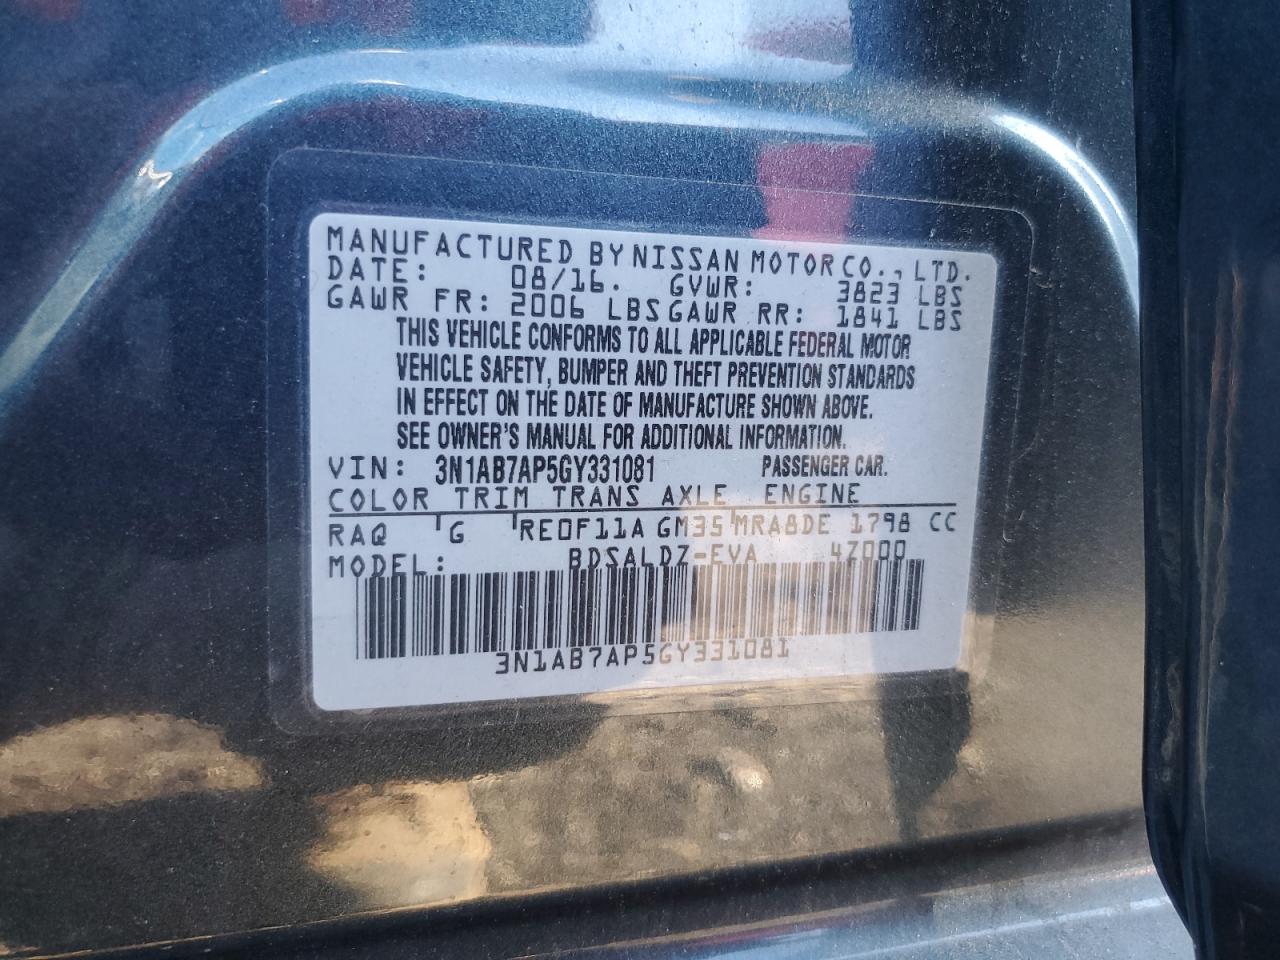 MANUFACTURED BY NISSAN MOTOR CO., LTD.
DATE: 08/16. GVWR: 3823 LBS
GAWR FR: 2006 LBS GAWR RR: 1841 LBS
THIS VEHICLE CONFORMS TO ALL APPLICABLE FEDERAL MOTOR
VEHICLE SAFETY, BUMPER AND THEFT PREVENTION STANDARDS
IN EFFECT ON THE DATE OF MANUFACTURE SHOWN ABOVE.
SEE OWNER'S MANUAL FOR ADDITIONAL INFORMATION.
VIN: 3N1AB7AP5GY331081 PASSENGER CAR.
COLOR TRIM TRANS AXLE ENGINE
RAQ G RE0F11A GM35 MRA8DE 1798 CC
MODEL: BDSALDZ-EVA 4Z000
3N1AB7AP5GY331081